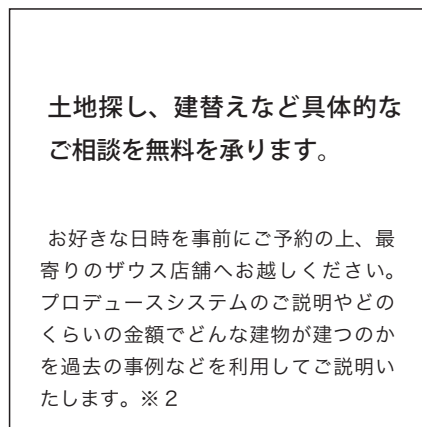 土地探し、建替えなど具体的な
ご相談を無料を承ります。
お好きな日時を事前にご予約の上、最
寄りのザウス店舗へお越しください。
プロデュースシステムのご説明やどの
くらいの金額でどんな建物が建つのか
を過去の事例などを利用してご説明い
たします。※２